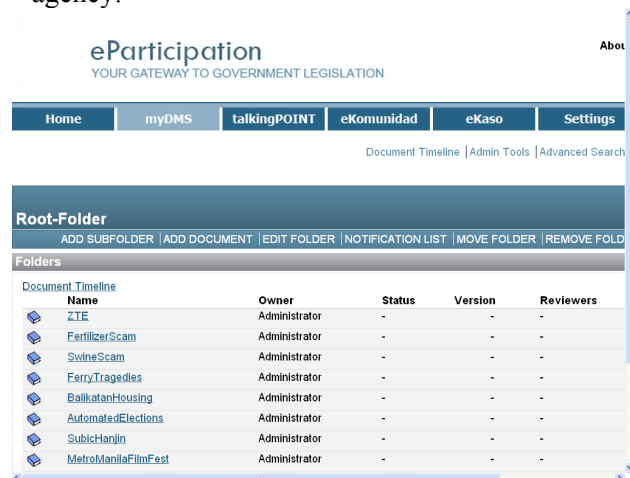 agency.
eParticipation
Abou
YOUR GATEWAY TO GOVERNMENT LEGISLATION
Home myDMS talkingPOINT eKomunidad eKaso Settings
Document Timeline |Admin Tools |Advanced Search
Root-Folder
ADD SUBFOLDER |ADD DOCUMENT |EDIT FOLDER |NOTIFICATION LIST |MOVE FOLDER |REMOVE FOLD
Folders
Document Timeline
Name Owner Status Version Reviewers
ZTE Administrator - - -
FertilizerScam Administrator - - -
SwineScam Administrator - - -
FerryTragedies Administrator - - -
BalikatanHousing Administrator - - -
AutomatedElections Administrator - - -
SubicHanjin Administrator - - -
MetroManilaFilmFest Administrator - - -